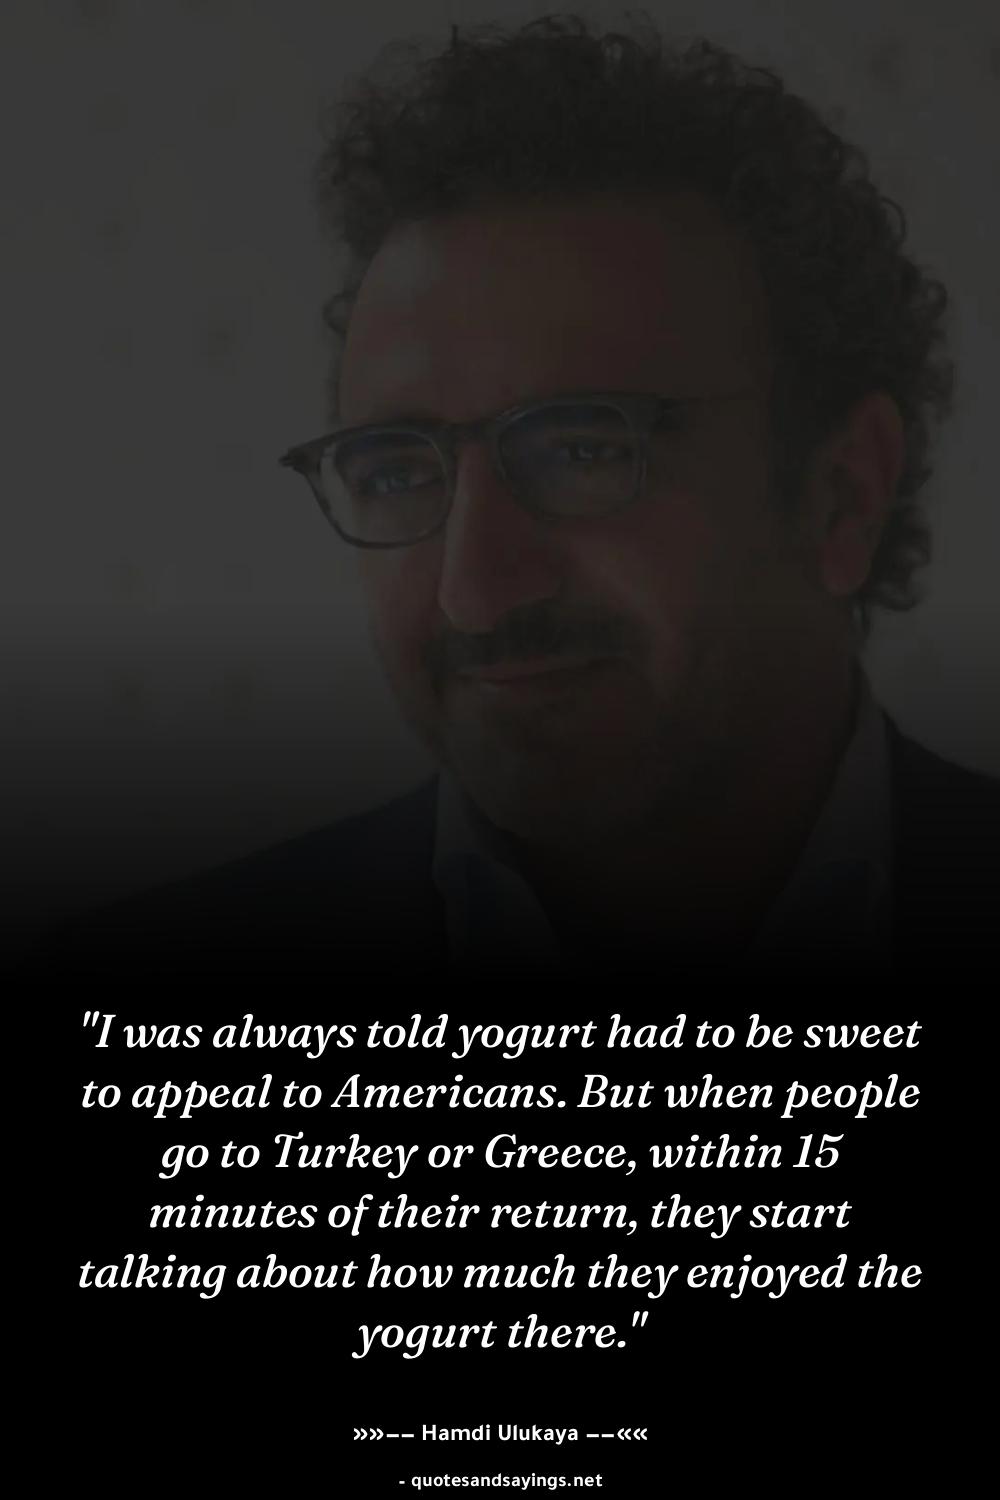 "I was always told yogurt had to be sweet
to appeal to Americans. But when people
go to Turkey or Greece, within 15
minutes of their return, they start
talking about how much they enjoyed the
yogurt there."
»»–– Hamdi Ulukaya ––««
- quotesandsayings.net